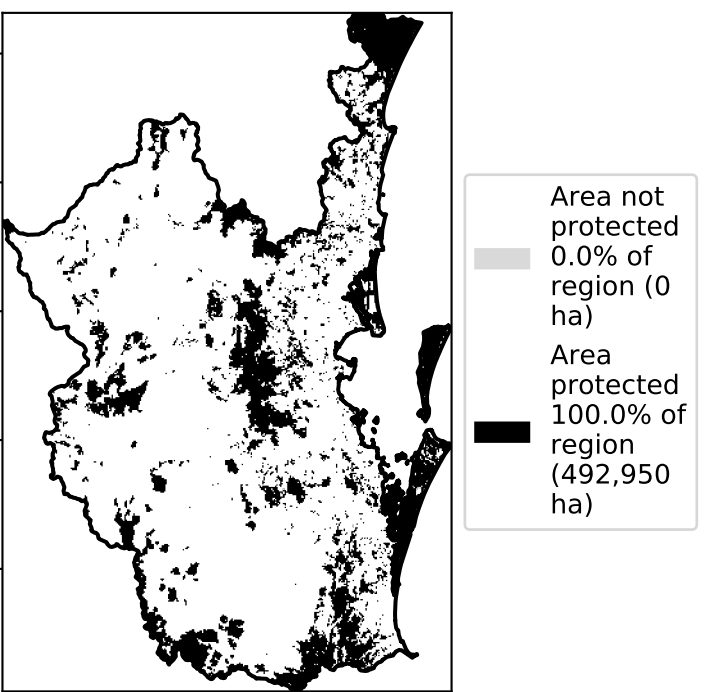 Area not
protected
0.0% of
region (0
ha)
Area
protected
100.0% of
region
(492,950
ha)